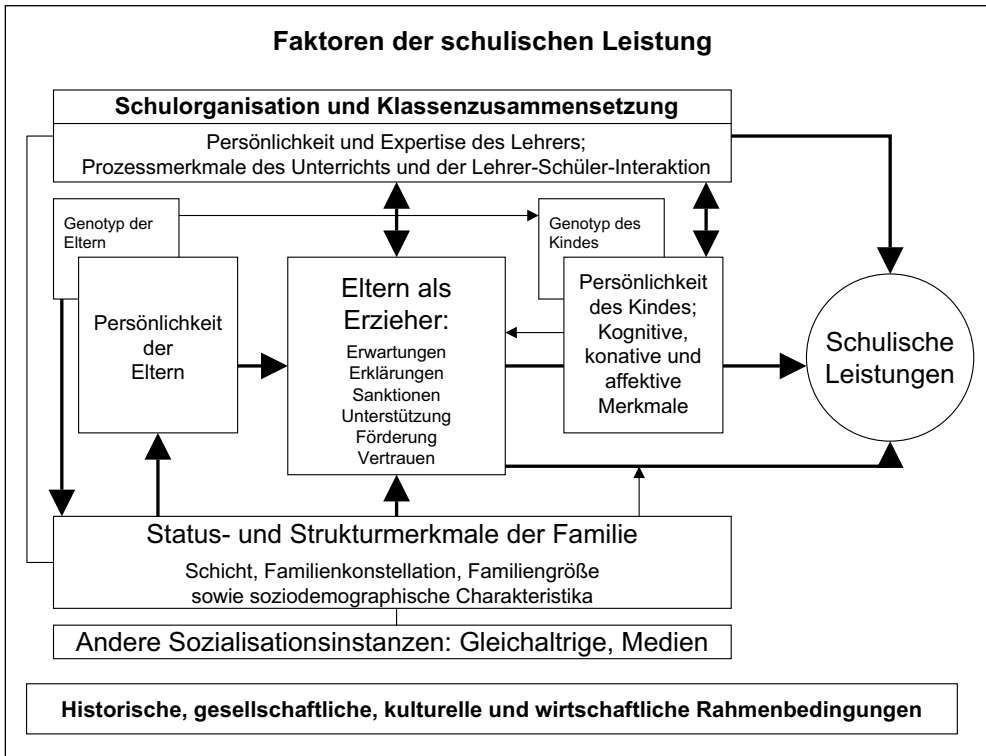 Faktoren der schulischen Leistung
Schulorganisation und Klassenzusammensetzung
Persönlichkeit und Expertise des Lehrers;
Prozessmerkmale des Unterrichts und der Lehrer-Schüler-Interaktion
Genotyp der
Eltern
Persönlichkeit
der
Eltern
Eltern als
Erzieher:
Erwartungen
Erklärungen
Sanktionen
Unterstützung
Förderung
Vertrauen
Genotyp des
Kindes
Persönlichkeit
des Kindes;
Kognitive,
konative und
affektive
Merkmale
Schulische
Leistungen
Status- und Strukturmerkmale der Familie
Schicht, Familienkonstellation, Familiengröße
sowie soziodemographische Charakteristika
Andere Sozialisationsinstanzen: Gleichaltrige, Medien
Historische, gesellschaftliche, kulturelle und wirtschaftliche Rahmenbedingungen